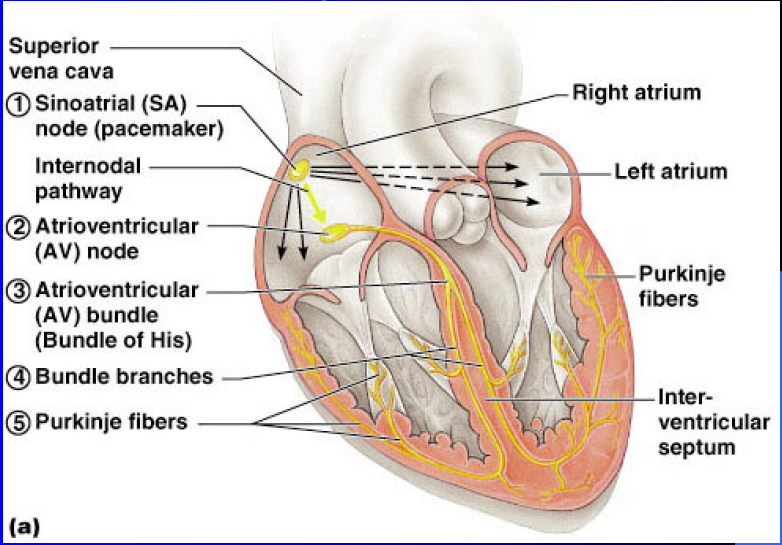 Superior
vena cava
① Sinoatrial (SA)
node (pacemaker)
Internodal
pathway
② Atrioventricular
(AV) node
③ Atrioventricular
(AV) bundle
(Bundle of His)
④ Bundle branches
⑤ Purkinje fibers
Right atrium
Left atrium
Purkinje
fibers
Inter-
ventricular
septum
(a)